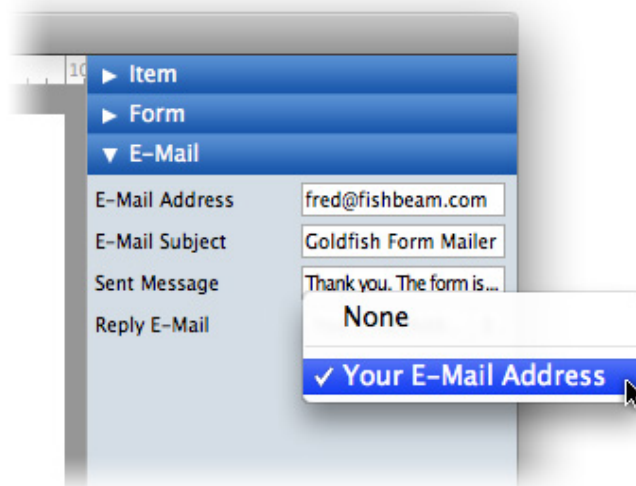 10
Item
Form
E-Mail
E-Mail Address fred@fishbeam.com
E-Mail Subject Goldfish Form Mailer
Sent Message Thank you. The form is...
Reply E-Mail
None
✓ Your E-Mail Address